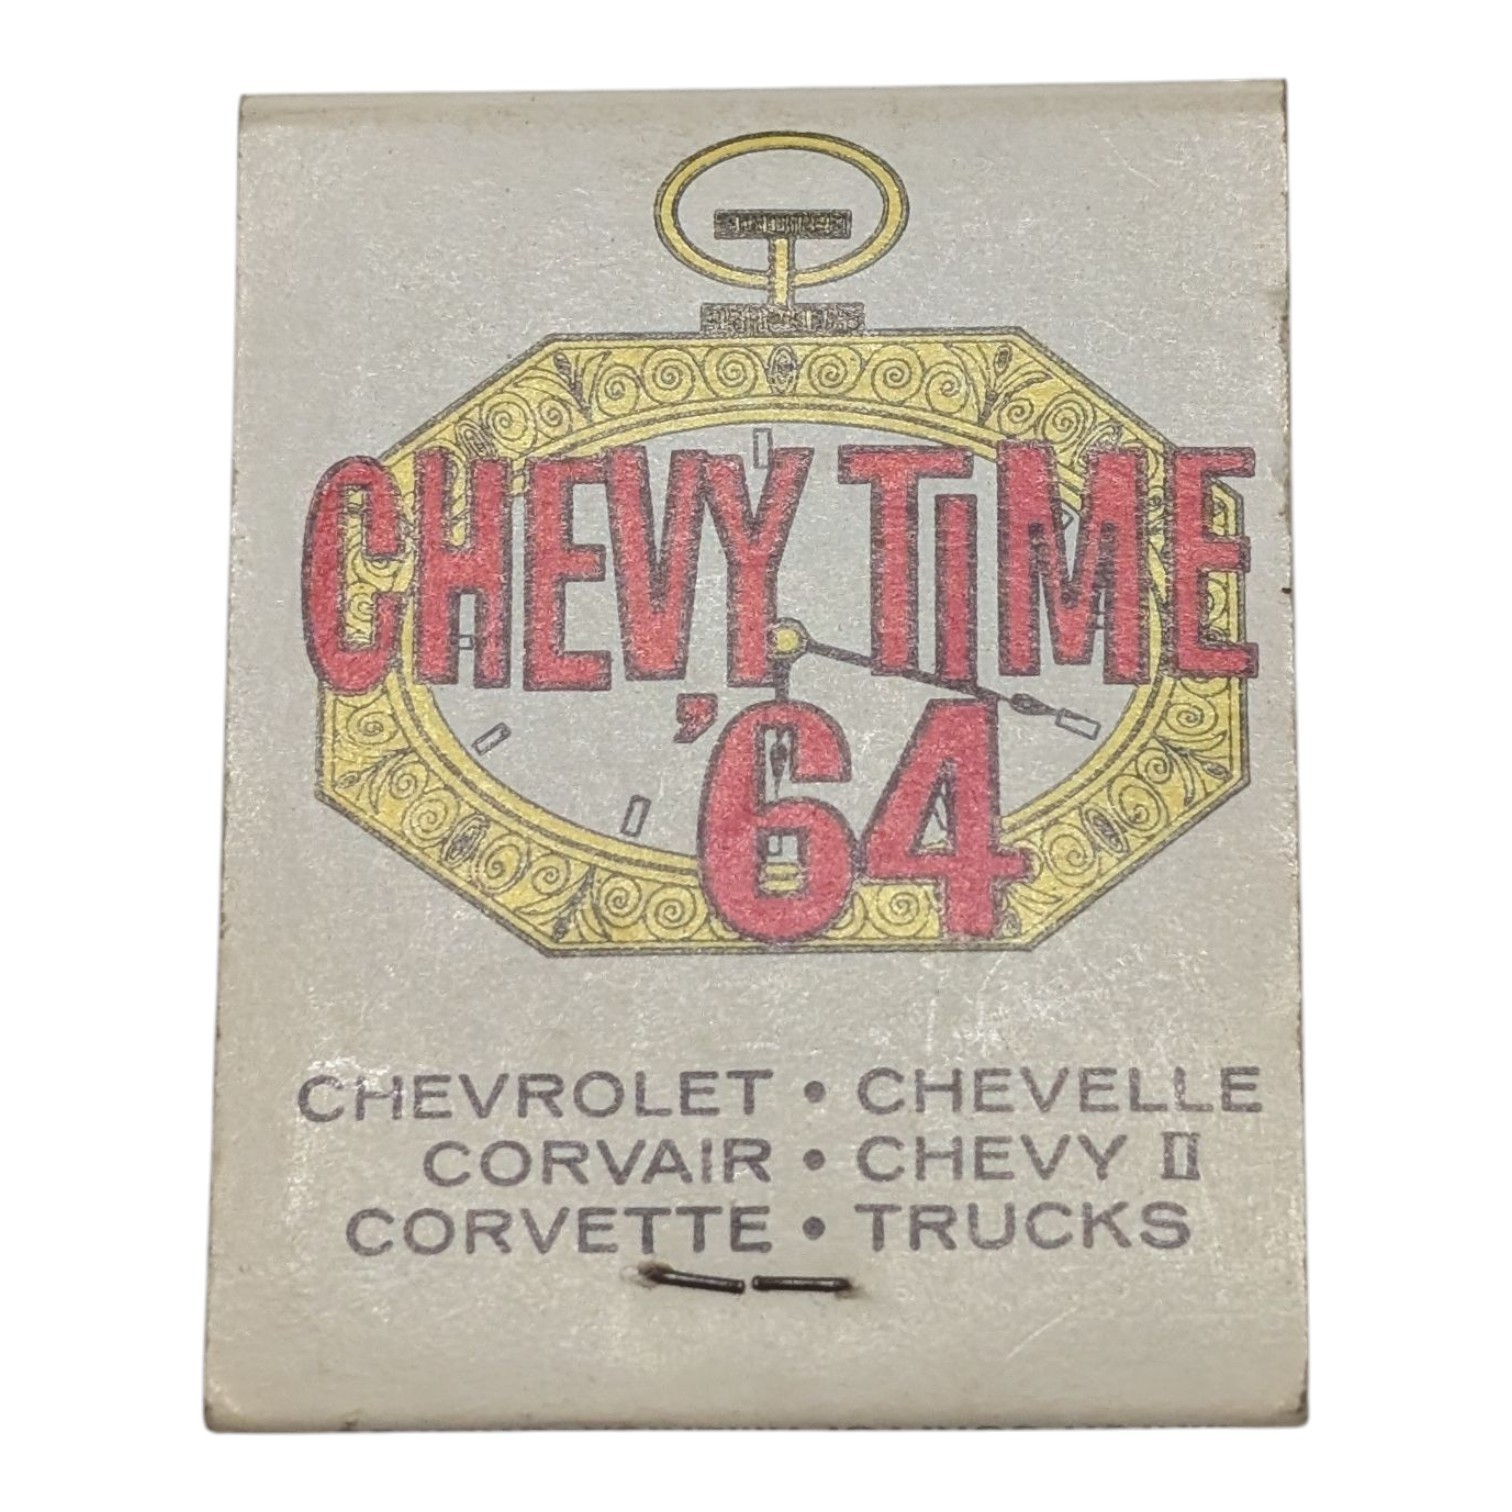 CHEVY TIME
'64
CHEVROLET • CHEVELLE
CORVAIR • CHEVY II
CORVETTE • TRUCKS